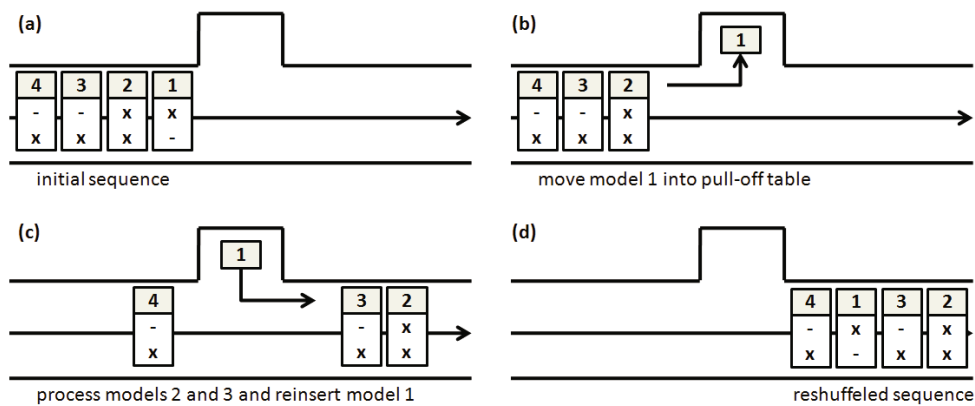 (a)
4 3 2 1
- - x x
x x x -
initial sequence
(b)
1
4 3 2
- - x
x x x
move model 1 into pull-off table
(c)
1
4 3 2
- - x
x x x
process models 2 and 3 and reinsert model 1
(d)
4 1 3 2
- x - x
x - x x
reshuffeled sequence